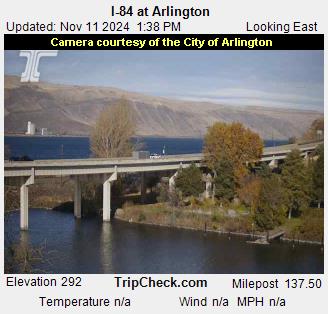 I-84 at Arlington
Updated: Nov 11 2024 1:38 PM Looking East
Camera courtesy of the City of Arlington
Elevation 292 TripCheck.com Milepost 137.50
Temperature n/a Wind n/a MPH n/a